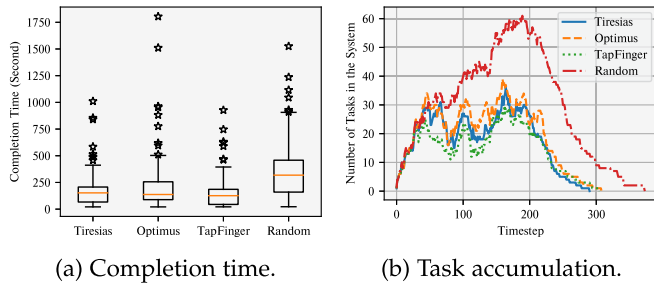 1750
1500
1250
1000
750
500
250
0
Completion Time (Second)
Tiresias Optimus TapFinger Random
(a) Completion time.
60
50
40
30
20
10
0
Number of Tasks in the System
Tiresias
Optimus
TapFinger
Random
0 100 200 300
Timestep
(b) Task accumulation.